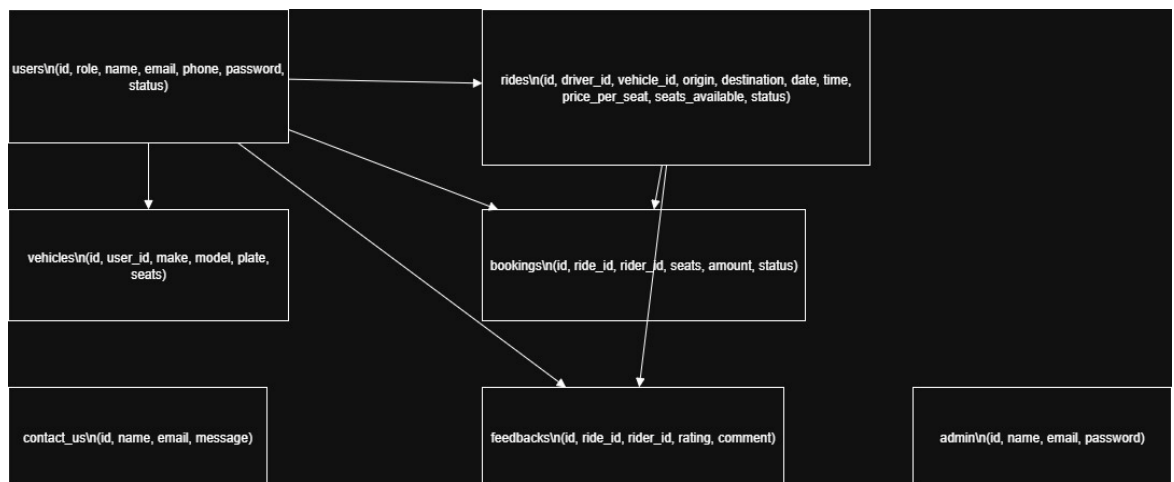 users\n(id, role, name, email, phone, password,
status)
rides\n(id, driver_id, vehicle_id, origin, destination, date, time,
price_per_seat, seats_available, status)
vehicles\n(id, user_id, make, model, plate,
seats)
bookings\n(id, ride_id, rider_id, seats, amount, status)
contact_us\n(id, name, email, message)
feedbacks\n(id, ride_id, rider_id, rating, comment)
admin\n(id, name, email, password)